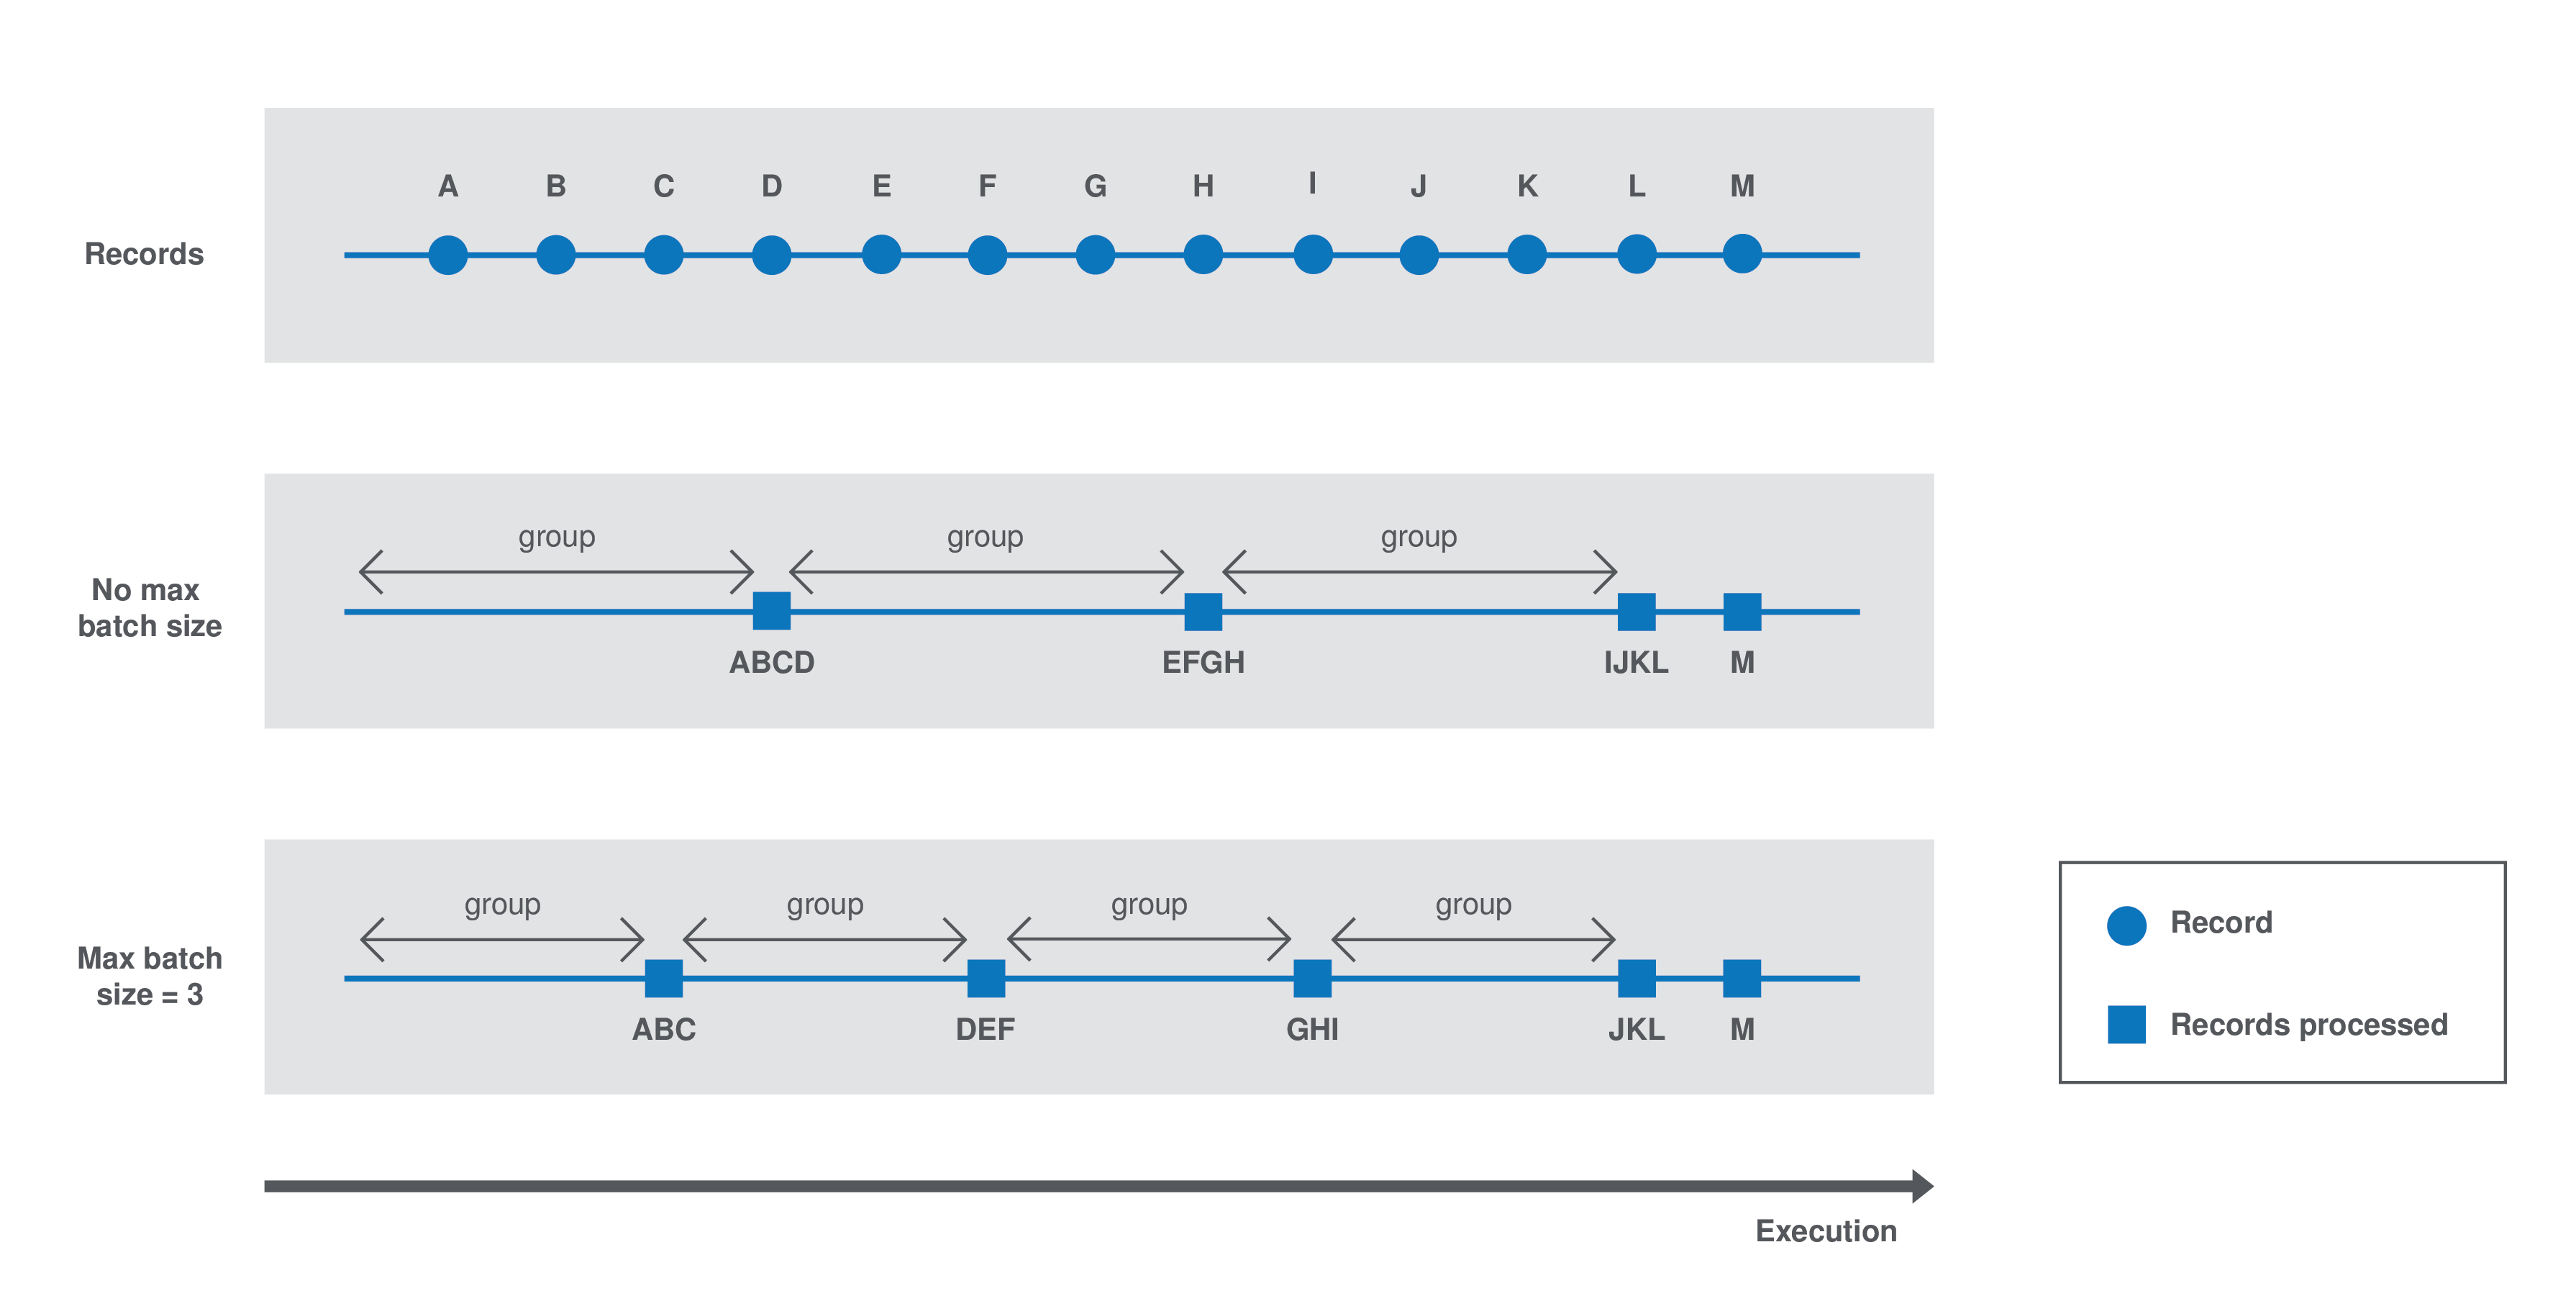 A B C D E F G H I J K L M
Records
group group group
No max
batch size
ABCD EFGH IJKL M
group group group group
Max batch
size = 3
ABC DEF GHI JKL M
Record
Records processed
Execution